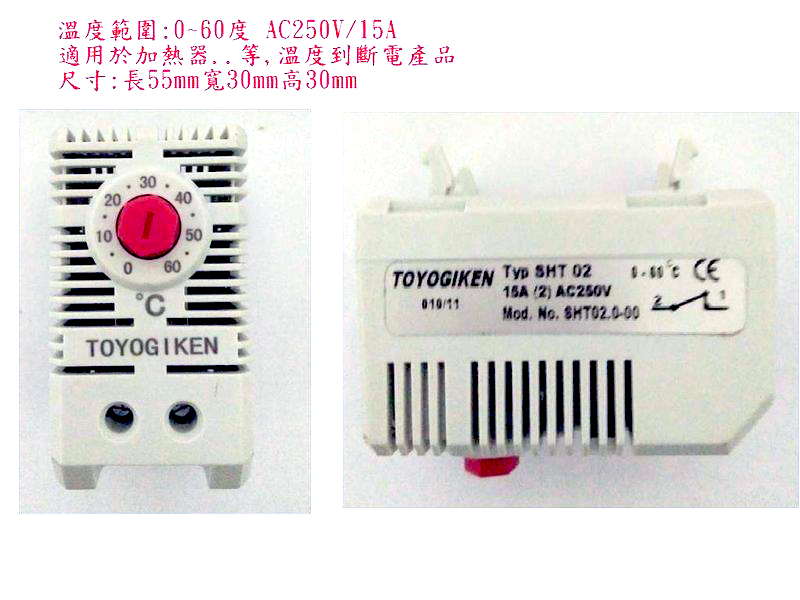 溫度範圍:0~60度 AC250V/15A
適用於加熱器..等,溫度到斷電產品
尺寸:長55mm寬30mm高30mm
30
20 40
10 50
0 60
°C
TOYOGIKEN
TOYOGIKEN
010/11
Typ SHT 02 0-60°C CE
15A (2) AC250V
Mod. No. SHT02.0-00
2 1